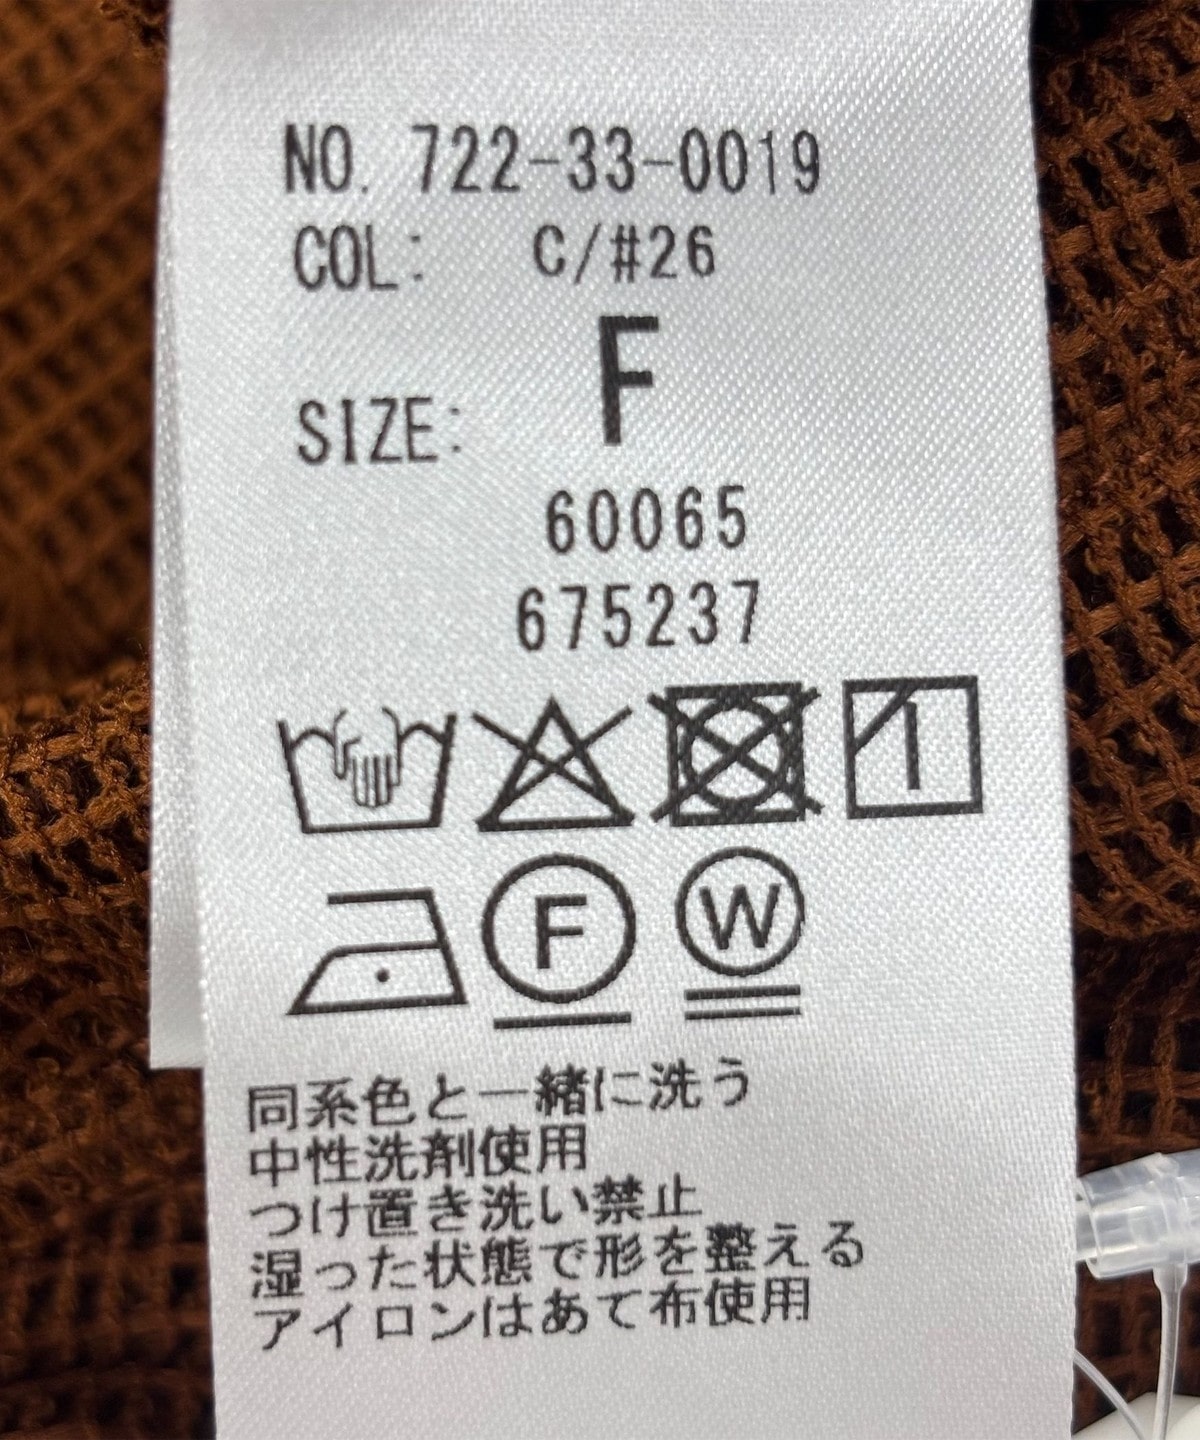 NO. 722-33-0019
COL: C/#26
SIZE: F
60065
675237
F W
同系色と一緒に洗う
中性洗剤使用
つけ置き洗い禁止
湿った状態で形を整える
アイロンはあて布使用